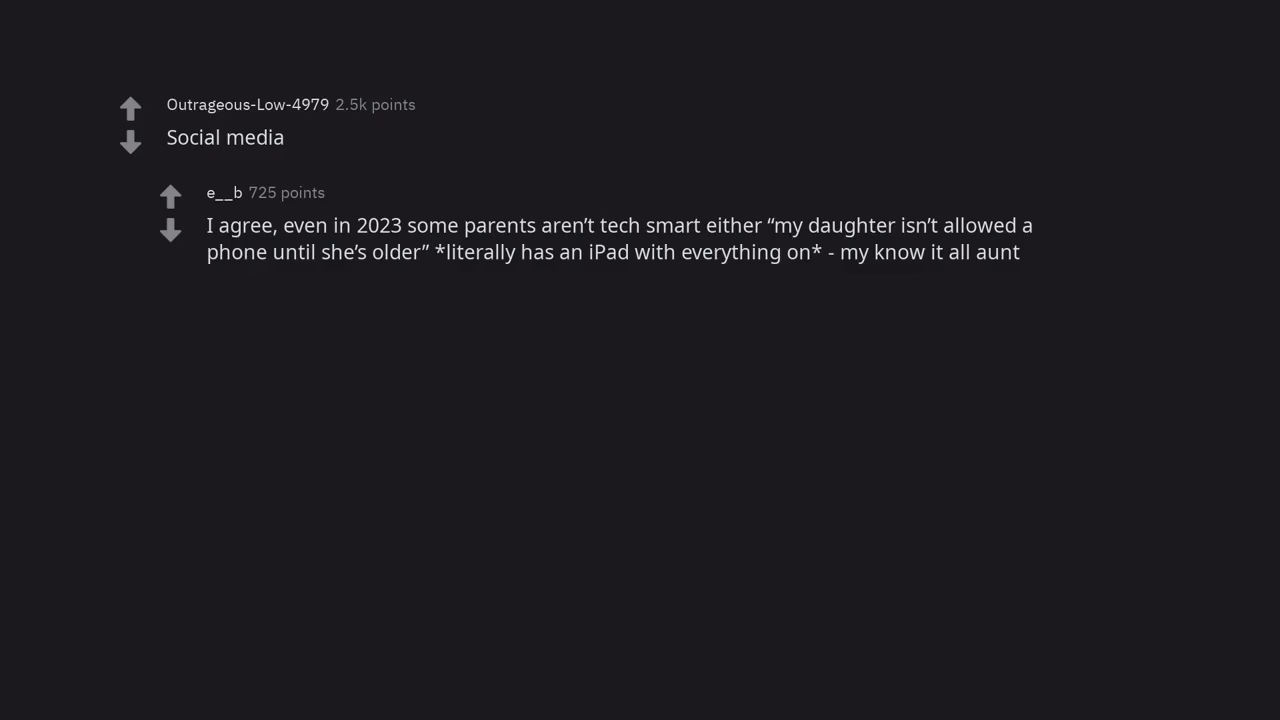 Outrageous-Low-4979 2.5k points
Social media
e__b 725 points
I agree, even in 2023 some parents aren’t tech smart either “my daughter isn’t allowed a
phone until she’s older” *literally has an iPad with everything on* - my know it all aunt